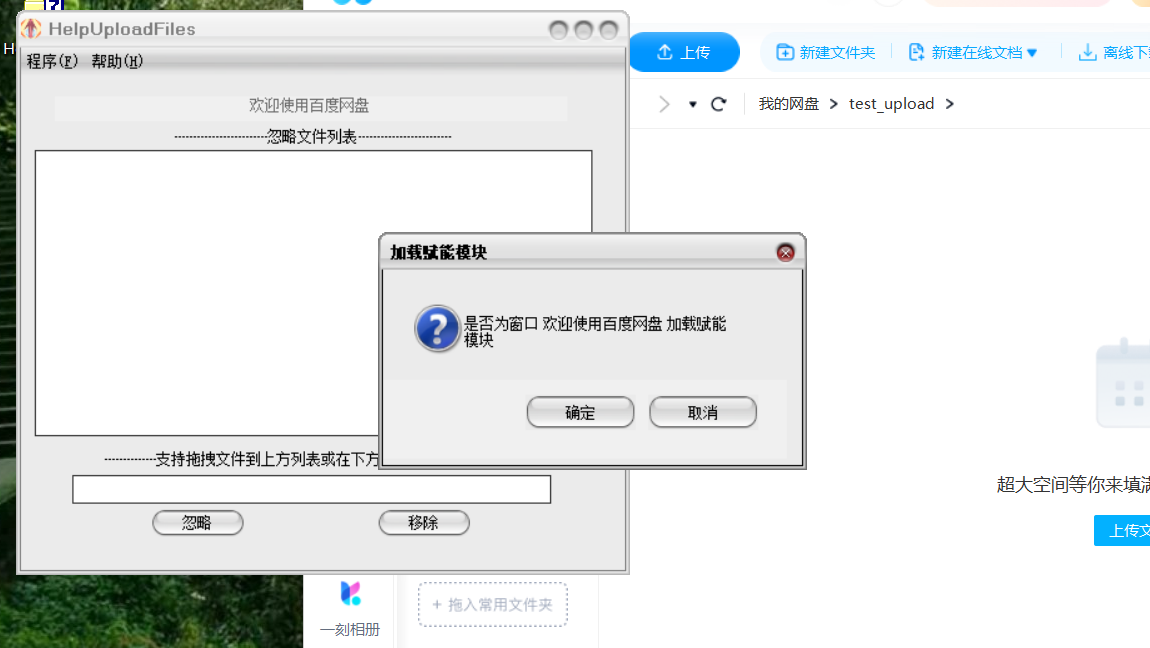 H
HelpUploadFiles
程序(F) 帮助(H)
欢迎使用百度网盘
-------------------------忽略文件列表-------------------------
加载赋能模块
是否为窗口 欢迎使用百度网盘 加载赋能
模块
确定
取消
-------------支持拖拽文件到上方列表或在下方
忽略
移除
上传
新建文件夹
新建在线文档
离线下
我的网盘 > test_upload >
超大空间等你来填满
上传文
一刻相册
+ 拖入常用文件夹